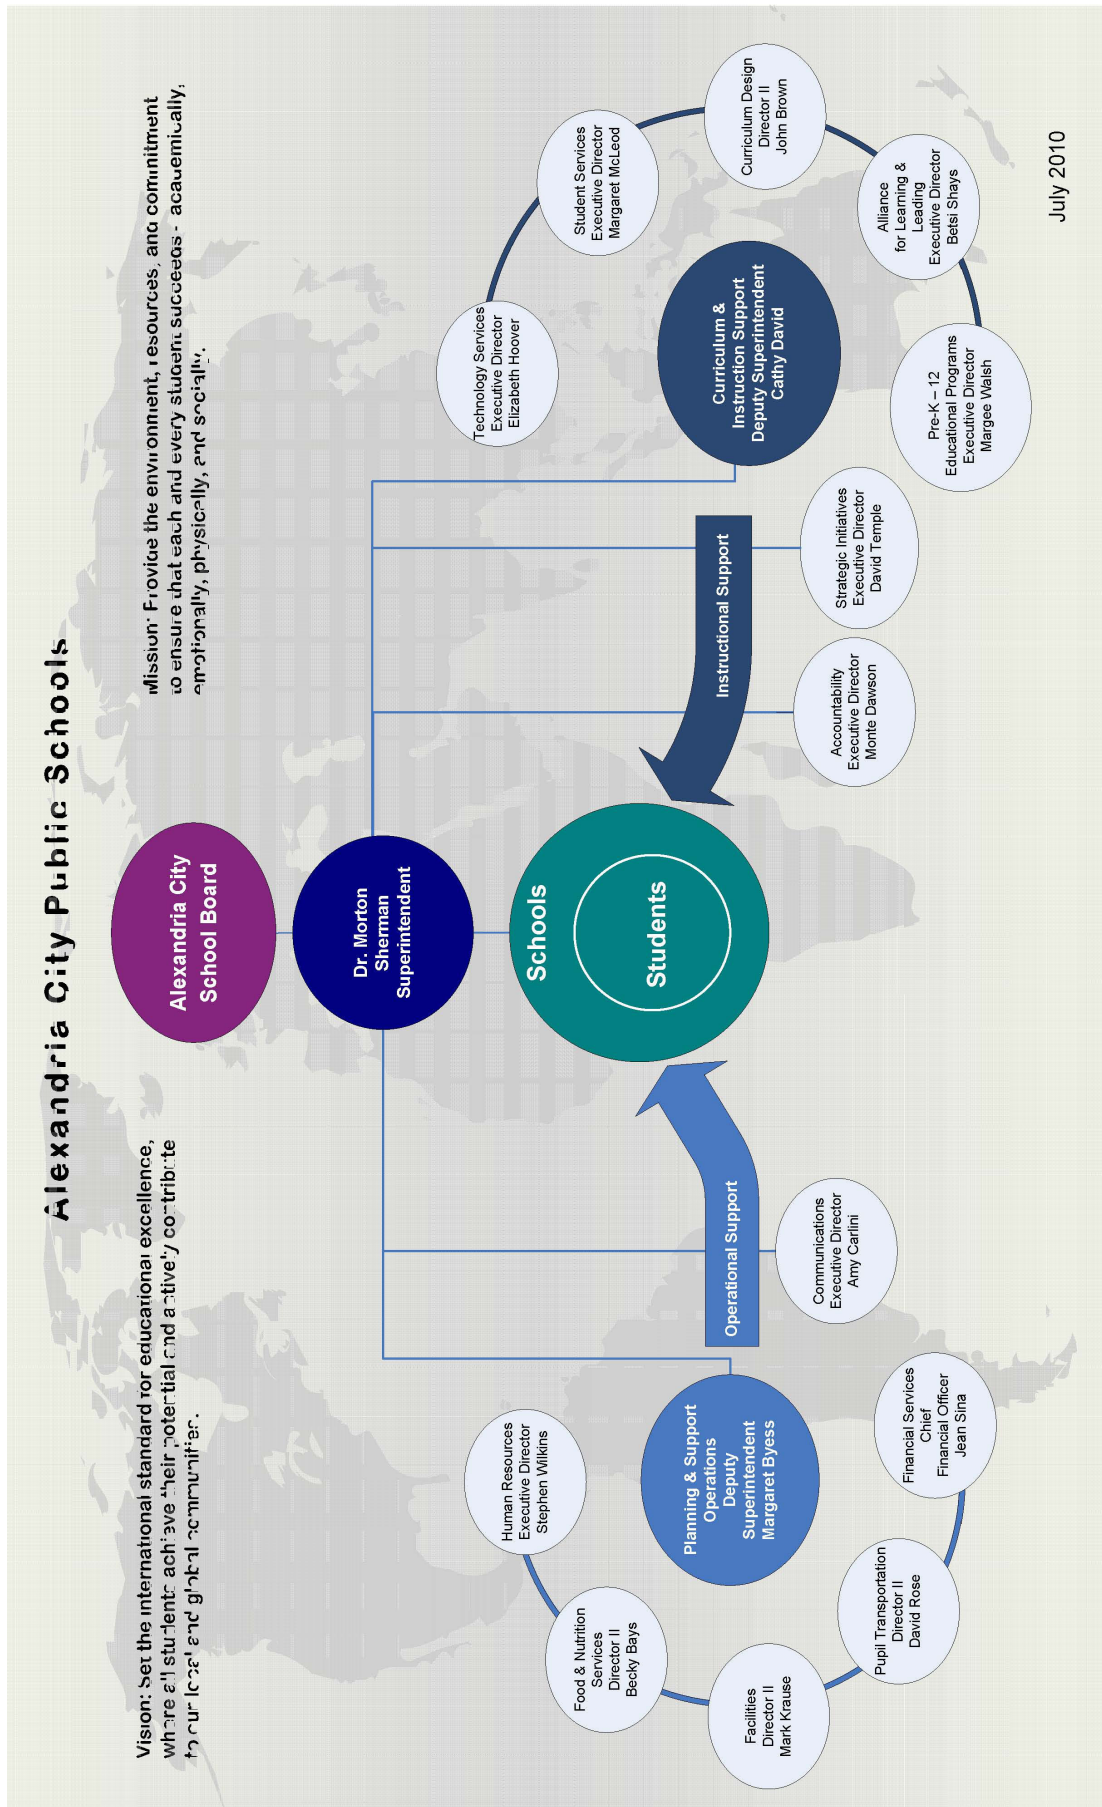 Alexandria City Public Schools
Vision: Set the international standard for educational excellence,
where all students achieve their potential and actively contribute
to our local and global communities.
Mission: Provide the environment, resources, and commitment
to ensure that each and every student succeeds - academically,
emotionally, physically, and socially.
Alexandria City
School Board
Dr. Morton
Sherman
Superintendent
Schools
Students
Operational Support
Instructional Support
Planning & Support
Operations
Deputy
Superintendent
Margaret Byess
Human Resources
Executive Director
Stephen Wilkins
Food & Nutrition
Services
Director II
Becky Bays
Facilities
Director II
Mark Krause
Pupil Transportation
Director II
David Rose
Financial Services
Chief
Financial Officer
Jean Sina
Communications
Executive Director
Amy Carlini
Accountability
Executive Director
Monte Dawson
Strategic Initiatives
Executive Director
David Temple
Curriculum &
Instruction Support
Deputy Superintendent
Cathy David
Technology Services
Executive Director
Elizabeth Hoover
Student Services
Executive Director
Margaret McLeod
Curriculum Design
Director II
John Brown
Alliance
for Learning &
Leading
Executive Director
Betsi Shays
Pre-K – 12
Educational Programs
Executive Director
Margee Walsh
July 2010